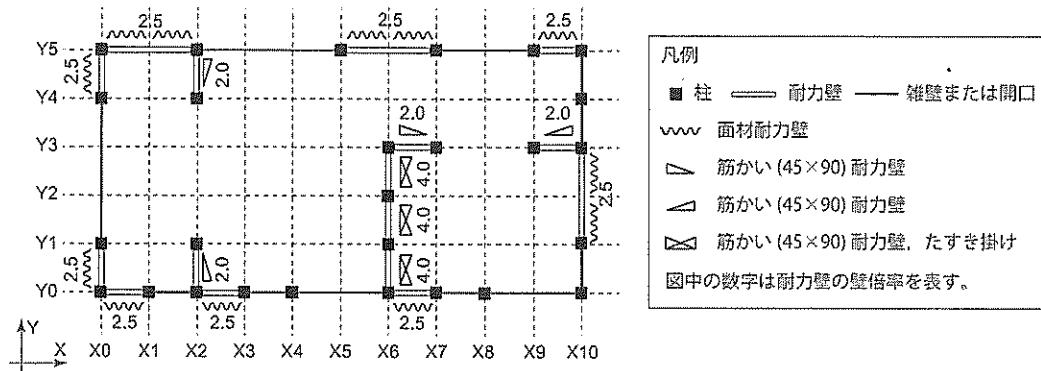 2.5 2.5 2.5
Y5
2.5
2.0
Y4
2.0 2.0
Y3
4.0
Y2
2.5
4.0
Y1
2.5
2.0
4.0
Y0
2.5 2.5 2.5
Y
X
X0 X1 X2 X3 X4 X5 X6 X7 X8 X9 X10
凡例
柱 耐力壁 雑壁または開口
面材耐力壁
筋かい (45×90) 耐力壁
筋かい (45×90) 耐力壁
筋かい (45×90) 耐力壁,たすき掛け
図中の数字は耐力壁の壁倍率を表す。